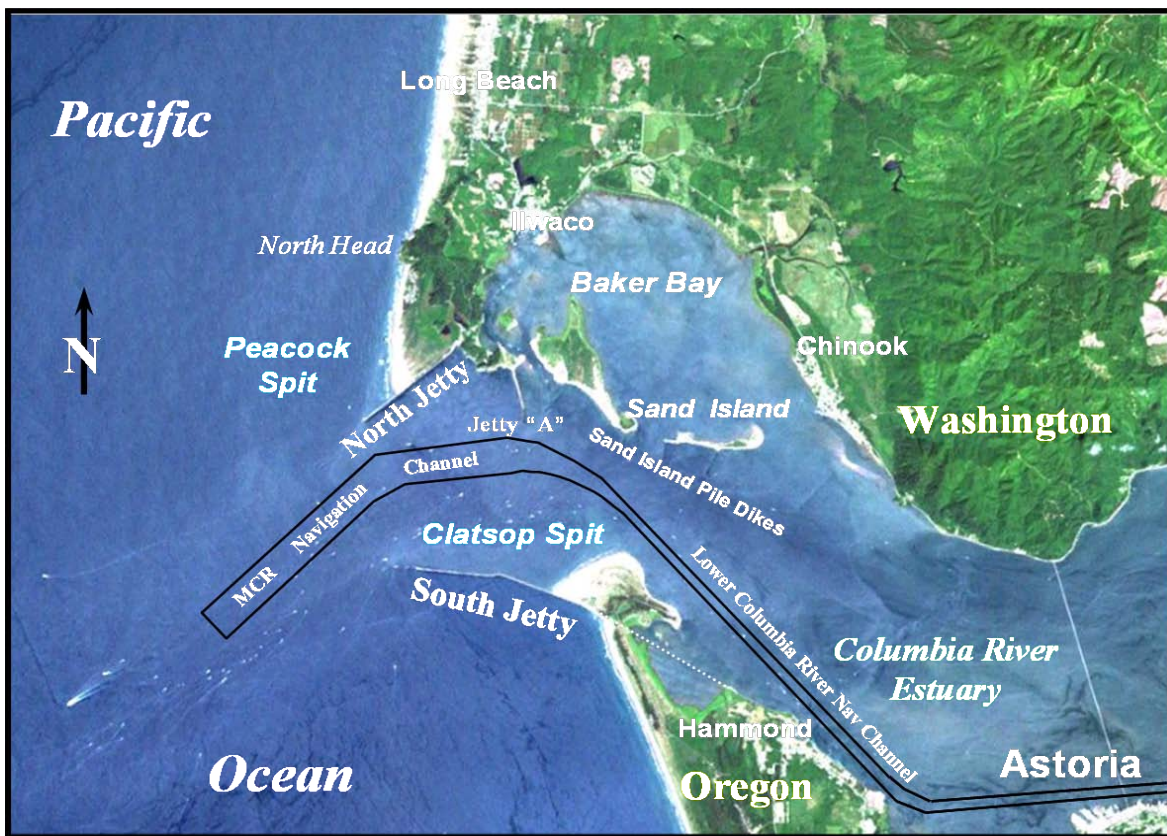 Long Beach
Pacific
Ilwaco
North Head
Baker Bay
N
Peacock
Spit
Chinook
North Jetty
Sand Island
Washington
Jetty “A”
Channel
Sand Island Pile Dikes
MCR Navigation
Clatsop Spit
South Jetty
Lower Columbia River Nav Channel
Columbia River
Estuary
Hammond
Ocean
Oregon
Astoria